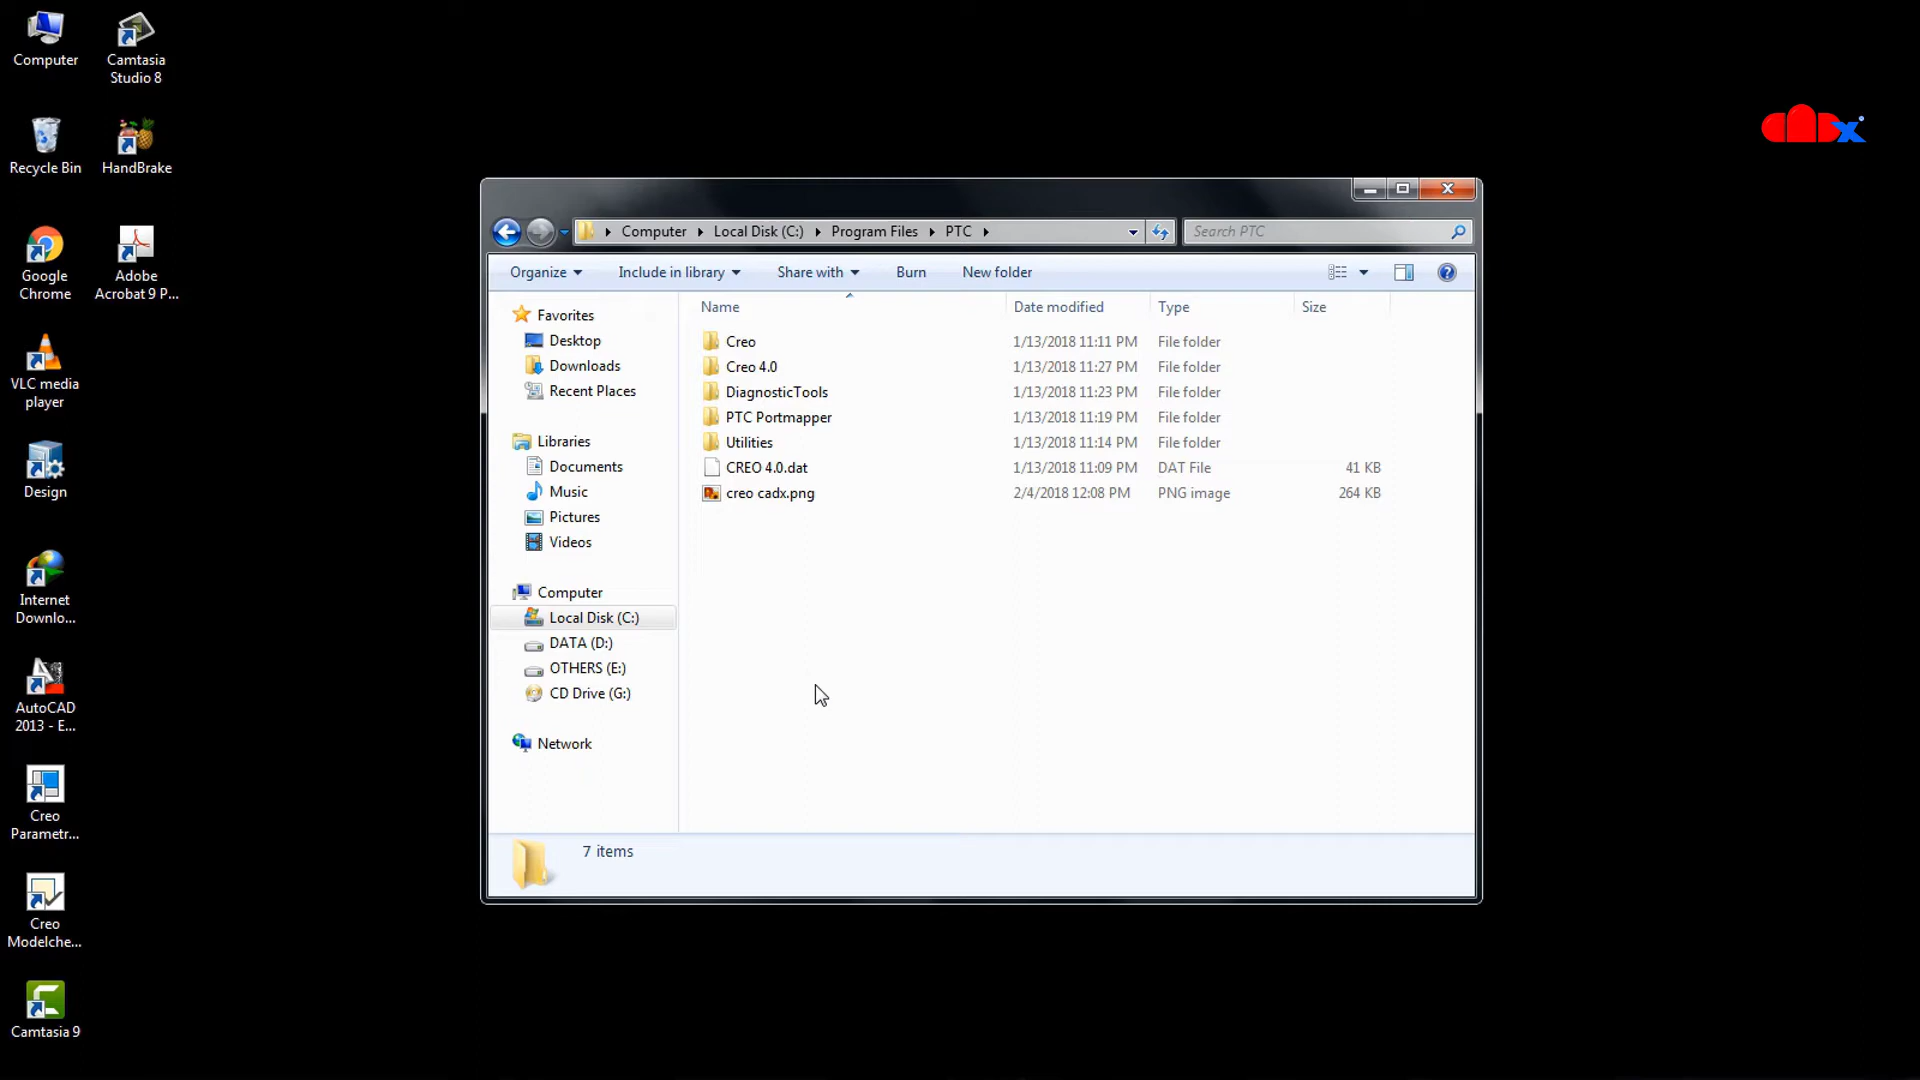 Computer
Camtasia
Studio 8
Recycle Bin
HandBrake
Google
Chrome
Adobe
Acrobat 9 P...
VLC media
player
Design
Internet
Downlo...
AutoCAD
2013 - E...
Creo
Parametr...
Creo
Modelche...
Camtasia 9
CADx
Computer Local Disk (C:) Program Files PTC
Search PTC
Organize Include in library Share with Burn New folder
Name Date modified Type Size
Favorites
Desktop
Downloads
Recent Places
Libraries
Documents
Music
Pictures
Videos
Computer
Local Disk (C:)
DATA (D:)
OTHERS (E:)
CD Drive (G:)
Network
Creo 1/13/2018 11:11 PM File folder
Creo 4.0 1/13/2018 11:27 PM File folder
DiagnosticTools 1/13/2018 11:23 PM File folder
PTC Portmapper 1/13/2018 11:19 PM File folder
Utilities 1/13/2018 11:14 PM File folder
CREO 4.0.dat 1/13/2018 11:09 PM DAT File 41 KB
creo cadx.png 2/4/2018 12:08 PM PNG image 264 KB
7 items